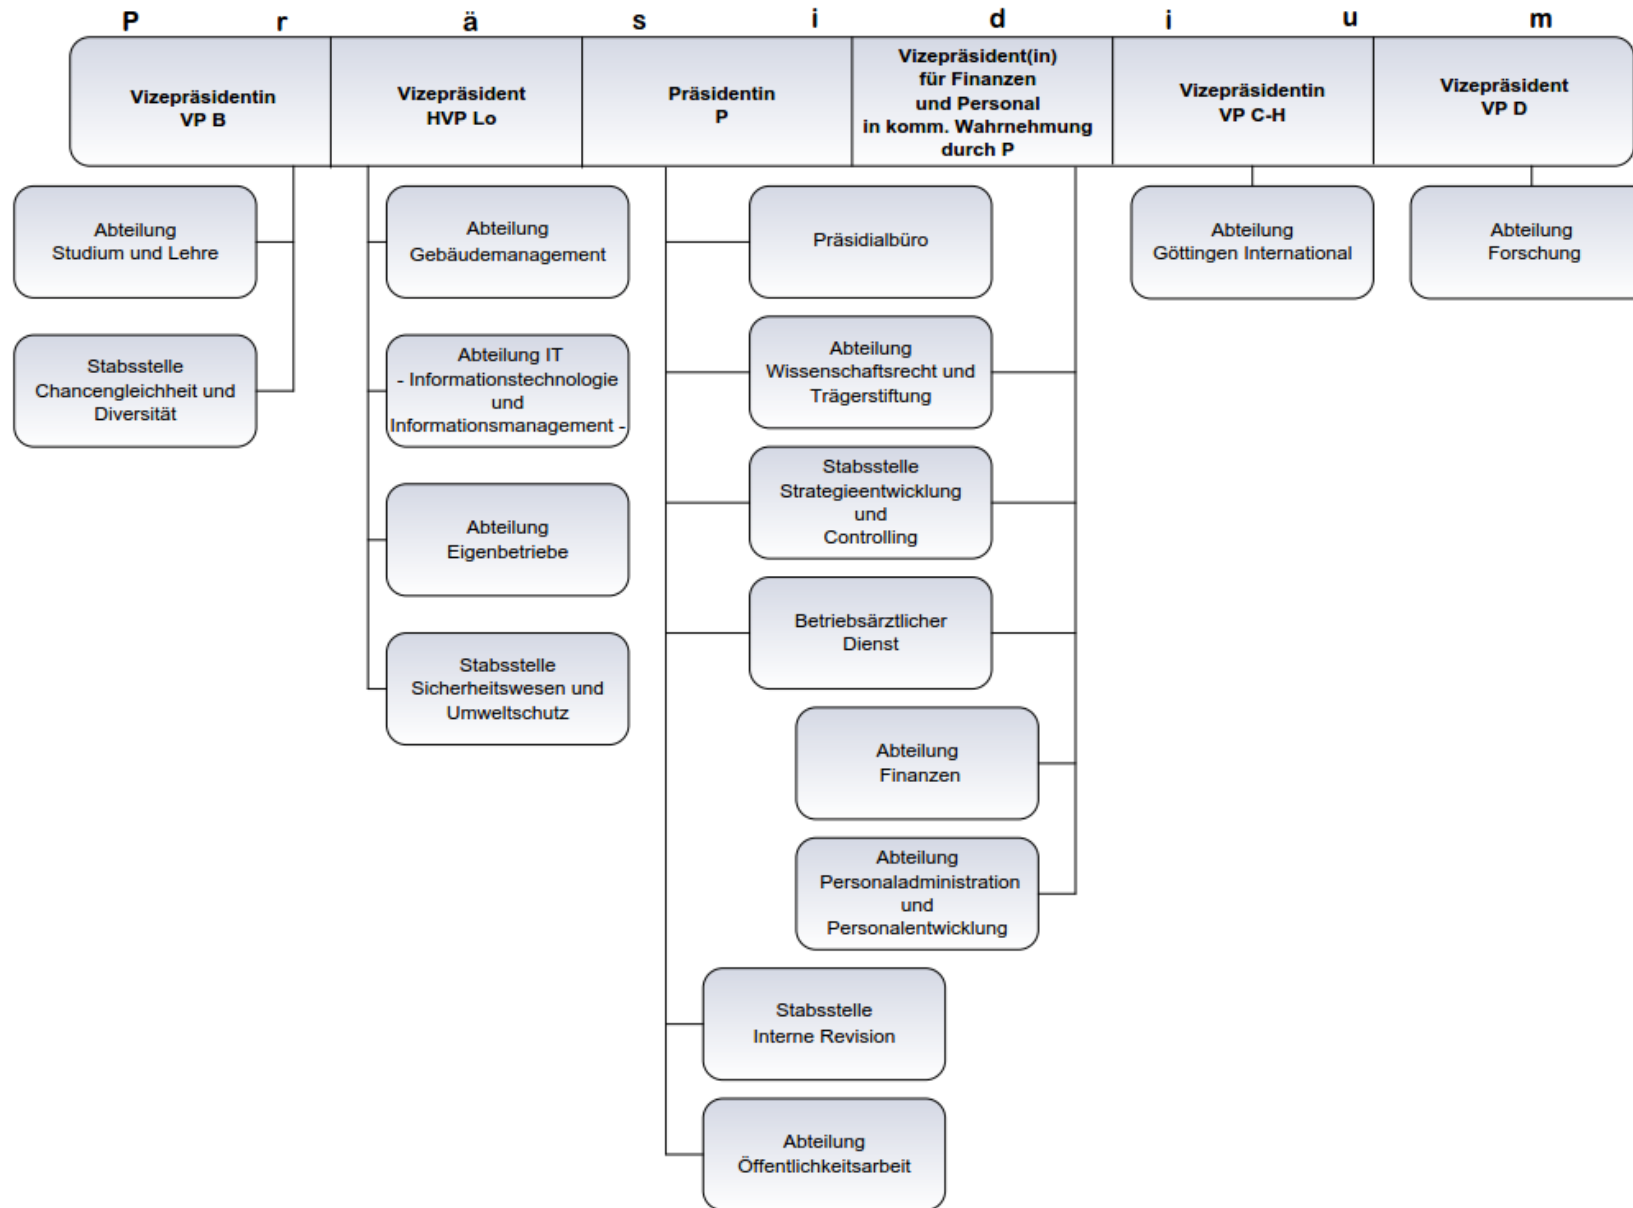 P r ä s i d i u m
Vizepräsidentin
VP B
Vizepräsident
HVP Lo
Präsidentin
P
Vizepräsident(in)
für Finanzen
und Personal
in komm. Wahrnehmung
durch P
Vizepräsidentin
VP C-H
Vizepräsident
VP D
Abteilung
Studium und Lehre
Stabsstelle
Chancengleichheit und
Diversität
Abteilung
Gebäudemanagement
Abteilung IT
- Informationstechnologie
und
Informationsmanagement -
Abteilung
Eigenbetriebe
Stabsstelle
Sicherheitswesen und
Umweltschutz
Präsidialbüro
Abteilung
Wissenschaftsrecht und
Trägerstiftung
Stabsstelle
Strategieentwicklung
und
Controlling
Betriebsärztlicher
Dienst
Abteilung
Finanzen
Abteilung
Personaladministration
und
Personalentwicklung
Stabsstelle
Interne Revision
Abteilung
Öffentlichkeitsarbeit
Abteilung
Göttingen International
Abteilung
Forschung